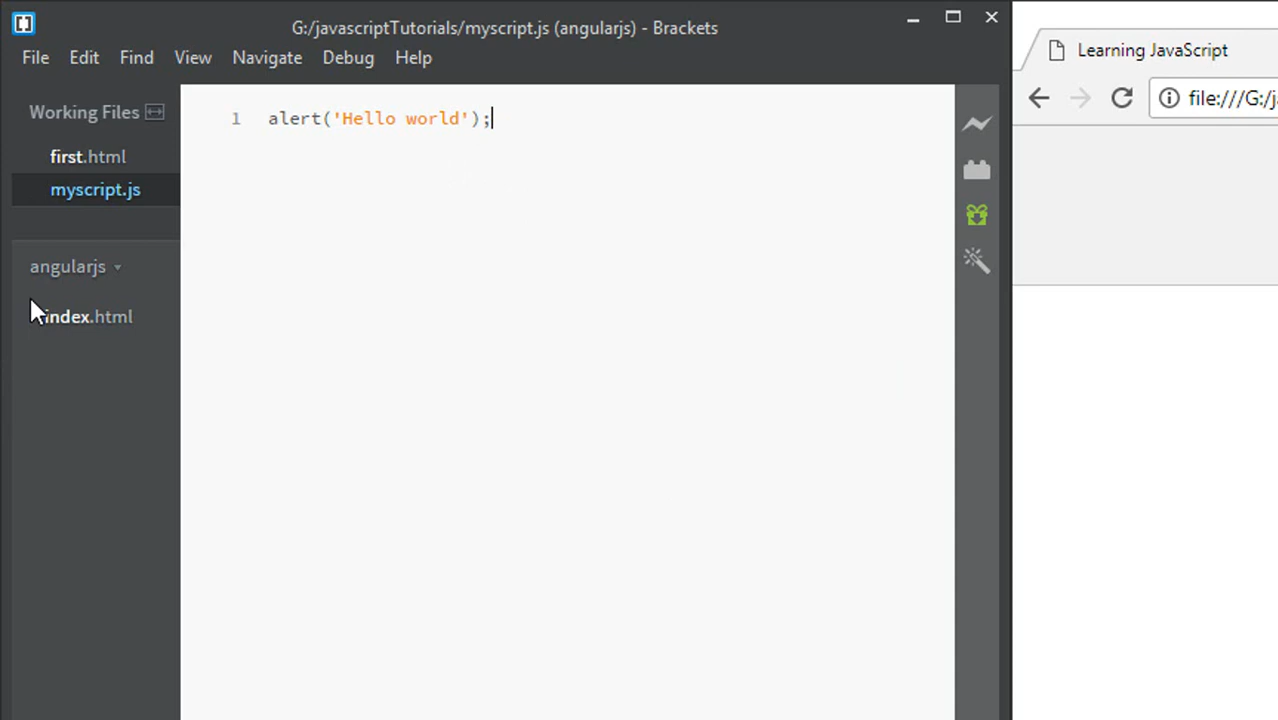 G:/javascriptTutorials/myscript.js (angularjs) - Brackets
File Edit Find View Navigate Debug Help
Working Files
first.html
myscript.js
angularjs
index.html
1 alert('Hello world');
Learning JavaScript
file:///G:/j